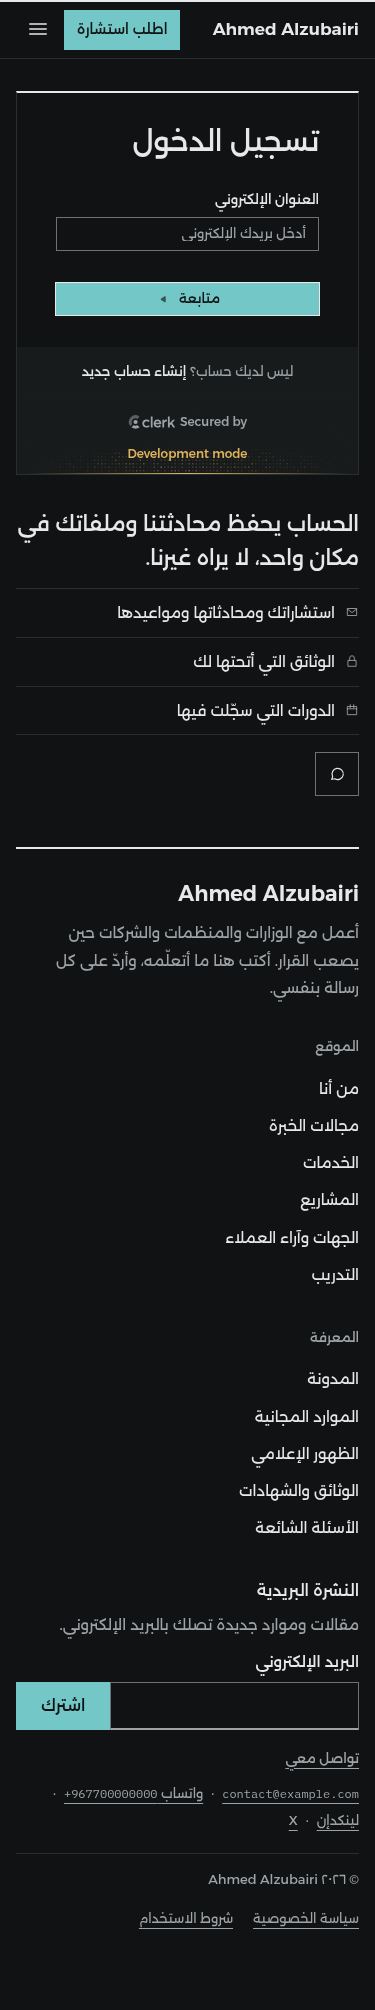 Ahmed Alzubairi
اطلب استشارة
تسجيل الدخول
العنوان الإلكتروني
أدخل بريدك الإلكتروني
متابعة
ليس لديك حساب؟ إنشاء حساب جديد
Secured by clerk
Development mode
الحساب يحفظ محادثتنا وملفاتك في
مكان واحد، لا يراه غيرنا.
استشاراتك ومحادثاتها ومواعيدها
الوثائق التي أتحتها لك
الدورات التي سجّلت فيها
Ahmed Alzubairi
أعمل مع الوزارات والمنظمات والشركات حين
يصعب القرار. أكتب هنا ما أتعلّمه، وأردّ على كل
رسالة بنفسي.
الموقع
من أنا
مجالات الخبرة
الخدمات
المشاريع
الجهات وآراء العملاء
التدريب
المعرفة
المدونة
الموارد المجانية
الظهور الإعلامي
الوثائق والشهادات
الأسئلة الشائعة
النشرة البريدية
مقالات وموارد جديدة تصلك بالبريد الإلكتروني.
البريد الإلكتروني
اشترك
تواصل معي
contact@example.com · واتساب +967700000000 ·
لينكدإن · X
© ٢٠٢٦ Ahmed Alzubairi
سياسة الخصوصية شروط الاستخدام